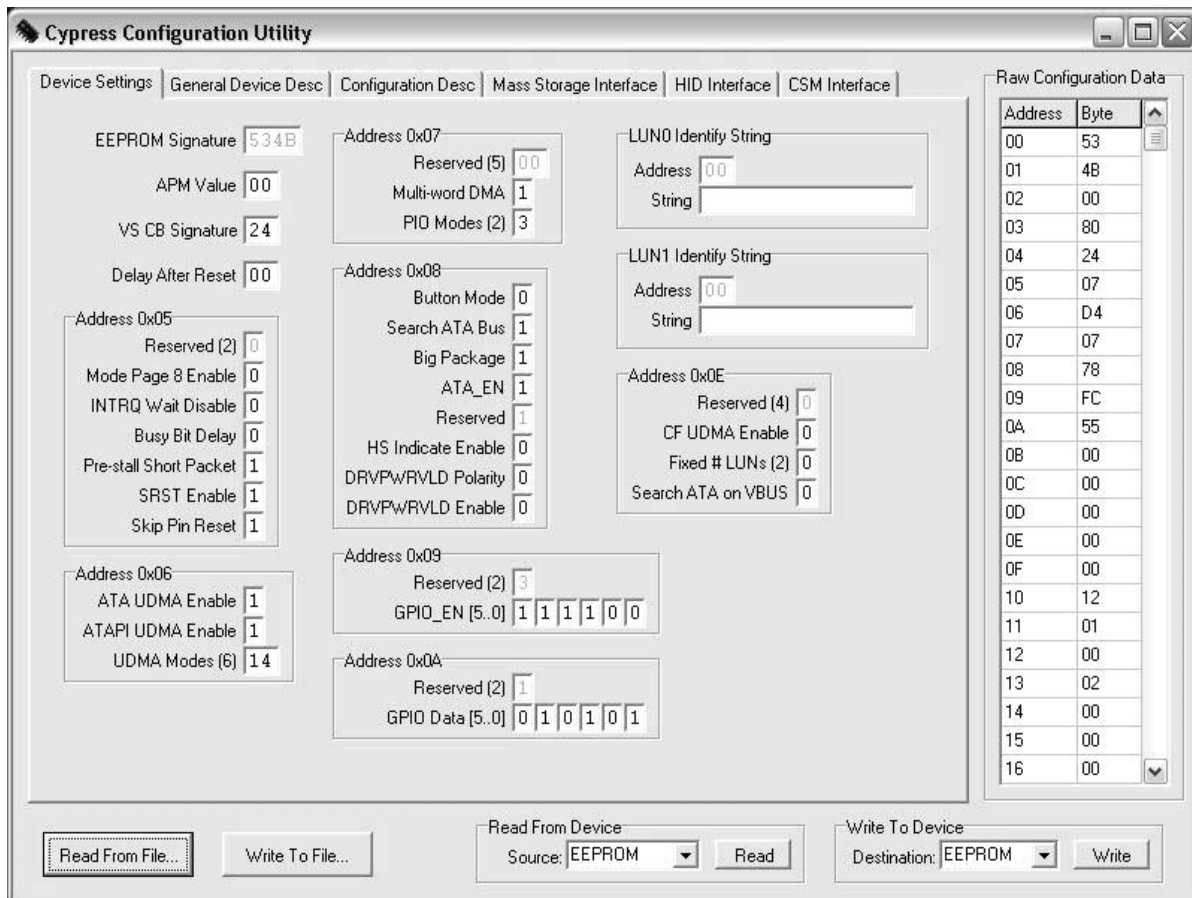 Cypress Configuration Utility
Device Settings General Device Desc Configuration Desc Mass Storage Interface HID Interface CSM Interface
EEPROM Signature 534B
APM Value 00
VS CB Signature 24
Delay After Reset 00
Address 0x05
Reserved (2) 0
Mode Page 8 Enable 0
INTRQ Wait Disable 0
Busy Bit Delay 0
Pre-stall Short Packet 1
SRST Enable 1
Skip Pin Reset 1
Address 0x06
ATA UDMA Enable 1
ATAPI UDMA Enable 1
UDMA Modes (6) 14
Address 0x07
Reserved (5) 00
Multi-word DMA 1
PIO Modes (2) 3
Address 0x08
Button Mode 0
Search ATA Bus 1
Big Package 1
ATA_EN 1
Reserved 1
HS Indicate Enable 0
DRVPWRVLD Polarity 0
DRVPWRVLD Enable 0
Address 0x09
Reserved (2) 3
GPIO_EN [5..0] 1 1 1 1 0 0
Address 0x0A
Reserved (2) 1
GPIO Data [5..0] 0 1 0 1 0 1
LUN0 Identify String
Address 00
String
LUN1 Identify String
Address 00
String
Address 0x0E
Reserved (4) 0
CF UDMA Enable 0
Fixed # LUNs (2) 0
Search ATA on VBUS 0
Raw Configuration Data
Address Byte
00 53
01 4B
02 00
03 80
04 24
05 07
06 D4
07 07
08 78
09 FC
0A 55
0B 00
0C 00
0D 00
0E 00
0F 00
10 12
11 01
12 00
13 02
14 00
15 00
16 00
Read From File...
Write To File...
Read From Device
Source: EEPROM Read
Write To Device
Destination: EEPROM Write